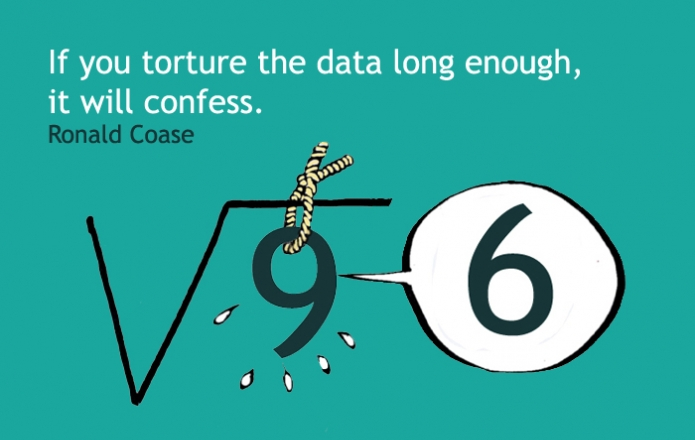 If you torture the data long enough,
it will confess.
Ronald Coase
√9 6